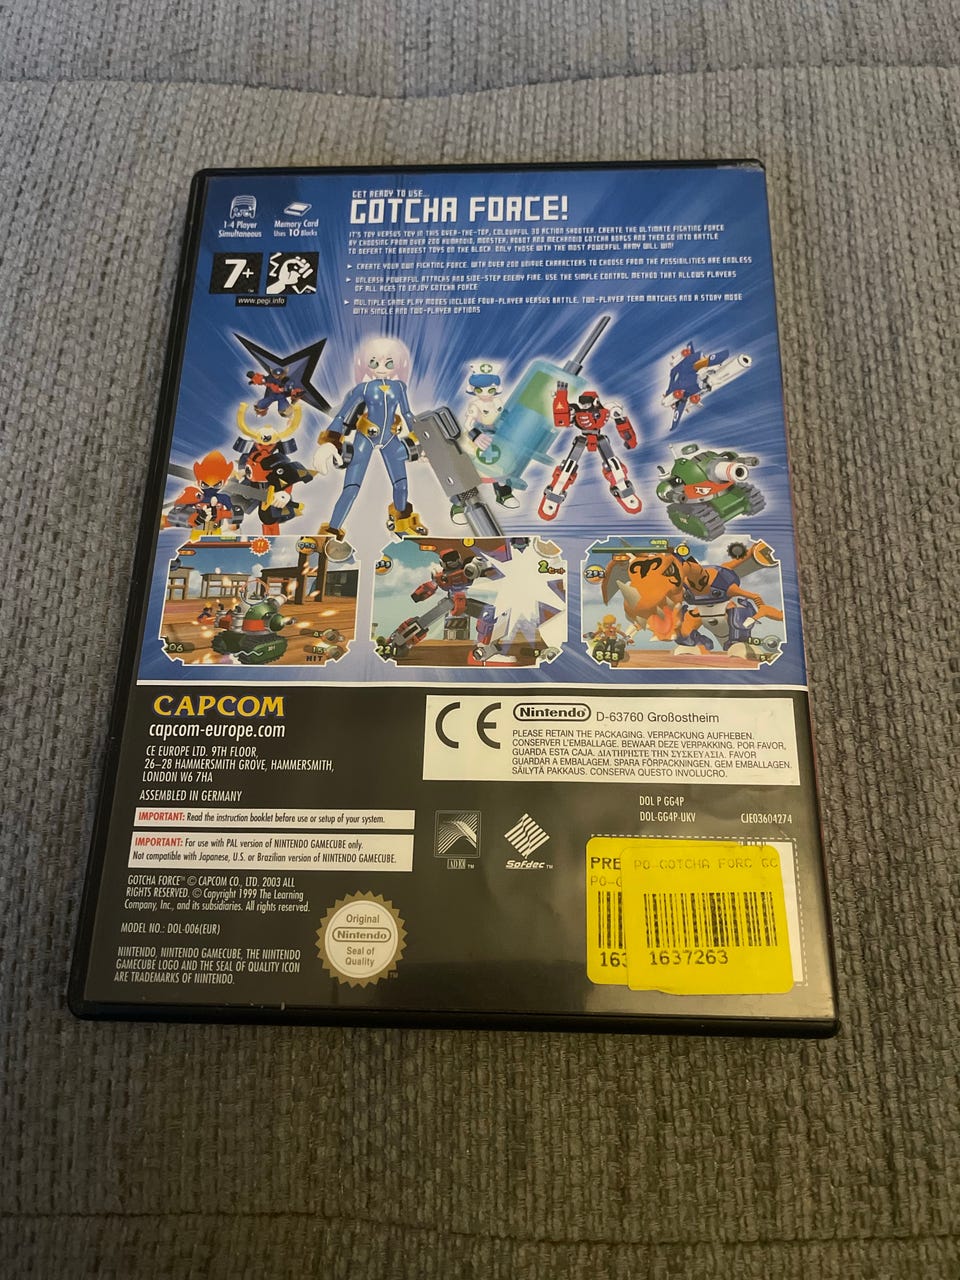 GET READY TO USE...
GOTCHA FORCE!
1-4 Player
Simultaneous
Memory Card
Uses 10 Blocks
IT'S TOY VERSUS TOY IN THIS OVER-THE-TOP, COLOURFUL 3D ACTION SHOOTER. CREATE THE ULTIMATE FIGHTING FORCE
BY CHOOSING FROM OVER 200 HUMANOID, MONSTER, ROBOT AND MECHANOID GOTCHA BORGS AND THEN GO INTO BATTLE
TO DEFEAT THE BADDEST TOYS ON THE BLOCK. ONLY THOSE WITH THE MOST POWERFUL ARMY WILL WIN!
7+
www.pegi.info
CREATE YOUR OWN FIGHTING FORCE. WITH OVER 200 UNIQUE CHARACTERS TO CHOOSE FROM THE POSSIBILITIES ARE ENDLESS
UNLEASH POWERFUL ATTACKS AND SIDE-STEP ENEMY FIRE. USE THE SIMPLE CONTROL METHOD THAT ALLOWS PLAYERS
OF ALL AGES TO ENJOY GOTCHA FORCE
MULTIPLE GAME PLAY MODES INCLUDE FOUR-PLAYER VERSUS BATTLE, TWO-PLAYER TEAM MATCHES AND A STORY MODE
WITH SINGLE AND TWO-PLAYER OPTIONS
HIT
CAPCOM
capcom-europe.com
CE EUROPE LTD. 9TH FLOOR,
26–28 HAMMERSMITH GROVE, HAMMERSMITH,
LONDON W6 7HA
ASSEMBLED IN GERMANY
CE
Nintendo® D-63760 Großostheim
PLEASE RETAIN THE PACKAGING. VERPACKUNG AUFHEBEN.
CONSERVER L'EMBALLAGE. BEWAAR DEZE VERPAKKING. POR FAVOR,
GUARDA ESTA CAJA. ΔΙΑΤΗΡΗΣΤΕ ΤΗΝ ΣΥΣΚΕΥΑΣΙΑ. FAVOR
GUARDAR A EMBALAGEM. SPARA FÖRPACKNINGEN. GEM EMBALLAGEN.
SÄILYTÄ PAKKAUS. CONSERVA QUESTO INVOLUCRO.
IMPORTANT: Read the instruction booklet before use or setup of your system.
IMPORTANT: For use with PAL version of NINTENDO GAMECUBE only.
Not compatible with Japanese, U.S. or Brazilian version of NINTENDO GAMECUBE.
DOL P GG4P
DOL-GG4P-UKV
CJE03604274
ADELF™
SoFdec™
GOTCHA FORCE™ © CAPCOM CO., LTD. 2003 ALL
RIGHTS RESERVED. © Copyright 1999 The Learning
Company, Inc., and its subsidiaries. All rights reserved.
MODEL NO.: DOL-006(EUR)
NINTENDO, NINTENDO GAMECUBE, THE NINTENDO
GAMECUBE LOGO AND THE SEAL OF QUALITY ICON
ARE TRADEMARKS OF NINTENDO.
Original
Nintendo
Seal of
Quality
™
PRE
PO-G
163
PO GOTCHA FORC GC
1637263